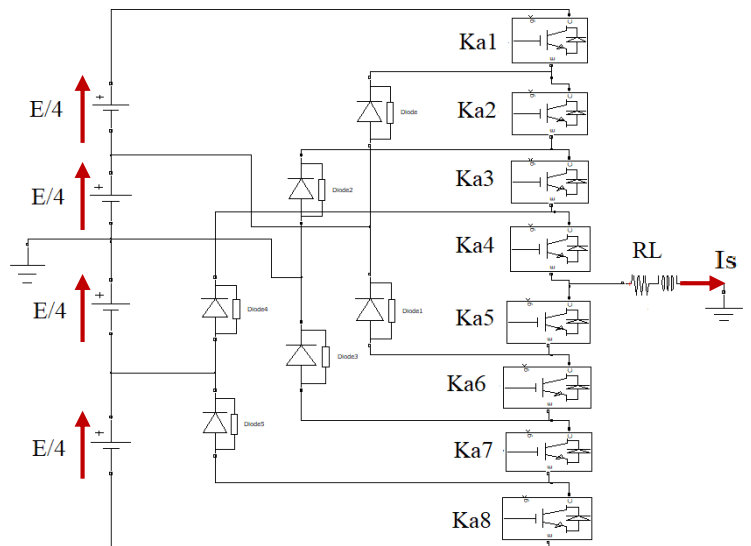 Ka1
g
C
E
E/4
+
Diode
Ka2
g
C
E
E/4
+
Diode2
Ka3
g
C
E
Ka4
g
C
E
RL
Is
E/4
+
Diode4
Diode1
Ka5
g
C
E
Diode3
Ka6
g
C
E
E/4
+
Diode5
Ka7
g
C
E
Ka8
g
C
E